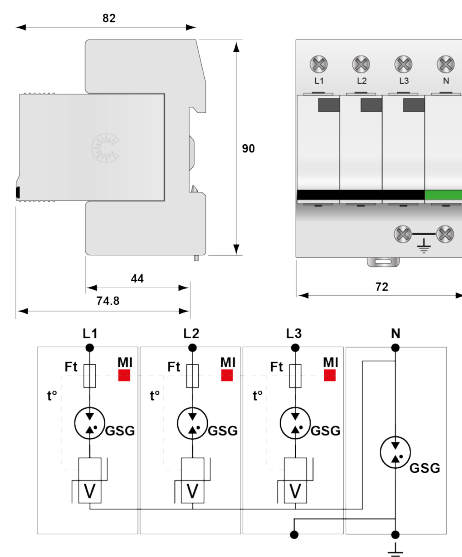 82
L1 L2 L3 N
90
44
74.8
72
L1 L2 L3 N
Ft MI Ft MI Ft MI
t° t° t°
GSG GSG GSG
GSG
V V V